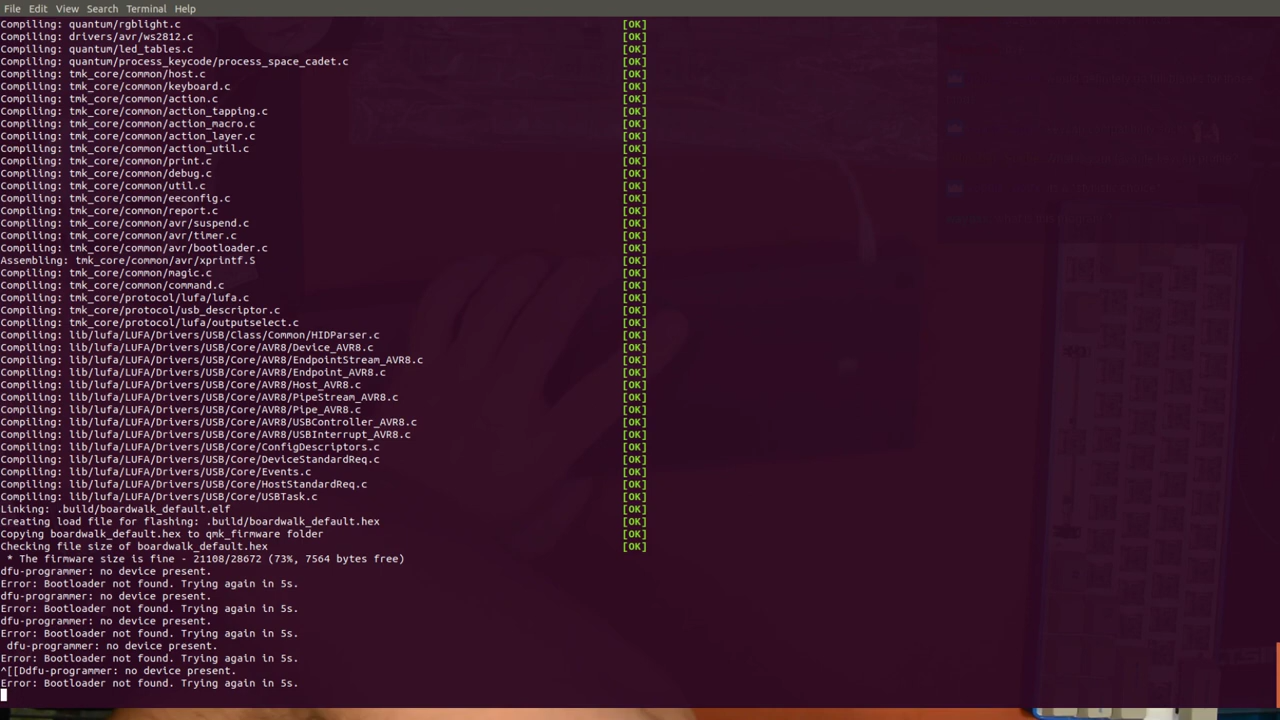 File Edit View Search Terminal Help
Compiling: quantum/rgblight.c [OK]
Compiling: drivers/avr/ws2812.c [OK]
Compiling: quantum/led_tables.c [OK]
Compiling: quantum/process_keycode/process_space_cadet.c [OK]
Compiling: tmk_core/common/host.c [OK]
Compiling: tmk_core/common/keyboard.c [OK]
Compiling: tmk_core/common/action.c [OK]
Compiling: tmk_core/common/action_tapping.c [OK]
Compiling: tmk_core/common/action_macro.c [OK]
Compiling: tmk_core/common/action_layer.c [OK]
Compiling: tmk_core/common/action_util.c [OK]
Compiling: tmk_core/common/print.c [OK]
Compiling: tmk_core/common/debug.c [OK]
Compiling: tmk_core/common/util.c [OK]
Compiling: tmk_core/common/eeconfig.c [OK]
Compiling: tmk_core/common/report.c [OK]
Compiling: tmk_core/common/avr/suspend.c [OK]
Compiling: tmk_core/common/avr/timer.c [OK]
Compiling: tmk_core/common/avr/bootloader.c [OK]
Assembling: tmk_core/common/avr/xprintf.S [OK]
Compiling: tmk_core/common/magic.c [OK]
Compiling: tmk_core/common/command.c [OK]
Compiling: tmk_core/protocol/lufa/lufa.c [OK]
Compiling: tmk_core/protocol/usb_descriptor.c [OK]
Compiling: tmk_core/protocol/lufa/outputselect.c [OK]
Compiling: lib/lufa/LUFA/Drivers/USB/Class/Common/HIDParser.c [OK]
Compiling: lib/lufa/LUFA/Drivers/USB/Core/AVR8/Device_AVR8.c [OK]
Compiling: lib/lufa/LUFA/Drivers/USB/Core/AVR8/EndpointStream_AVR8.c [OK]
Compiling: lib/lufa/LUFA/Drivers/USB/Core/AVR8/Endpoint_AVR8.c [OK]
Compiling: lib/lufa/LUFA/Drivers/USB/Core/AVR8/Host_AVR8.c [OK]
Compiling: lib/lufa/LUFA/Drivers/USB/Core/AVR8/PipeStream_AVR8.c [OK]
Compiling: lib/lufa/LUFA/Drivers/USB/Core/AVR8/Pipe_AVR8.c [OK]
Compiling: lib/lufa/LUFA/Drivers/USB/Core/AVR8/USBController_AVR8.c [OK]
Compiling: lib/lufa/LUFA/Drivers/USB/Core/AVR8/USBInterrupt_AVR8.c [OK]
Compiling: lib/lufa/LUFA/Drivers/USB/Core/ConfigDescriptors.c [OK]
Compiling: lib/lufa/LUFA/Drivers/USB/Core/DeviceStandardReq.c [OK]
Compiling: lib/lufa/LUFA/Drivers/USB/Core/Events.c [OK]
Compiling: lib/lufa/LUFA/Drivers/USB/Core/HostStandardReq.c [OK]
Compiling: lib/lufa/LUFA/Drivers/USB/Core/USBTask.c [OK]
Linking: .build/boardwalk_default.elf [OK]
Creating load file for flashing: .build/boardwalk_default.hex [OK]
Copying boardwalk_default.hex to qmk_firmware folder [OK]
Checking file size of boardwalk_default.hex [OK]
* The firmware size is fine - 21108/28672 (73%, 7564 bytes free)
dfu-programmer: no device present.
Error: Bootloader not found. Trying again in 5s.
dfu-programmer: no device present.
Error: Bootloader not found. Trying again in 5s.
dfu-programmer: no device present.
Error: Bootloader not found. Trying again in 5s.
dfu-programmer: no device present.
Error: Bootloader not found. Trying again in 5s.
^[[Ddfu-programmer: no device present.
Error: Bootloader not found. Trying again in 5s.